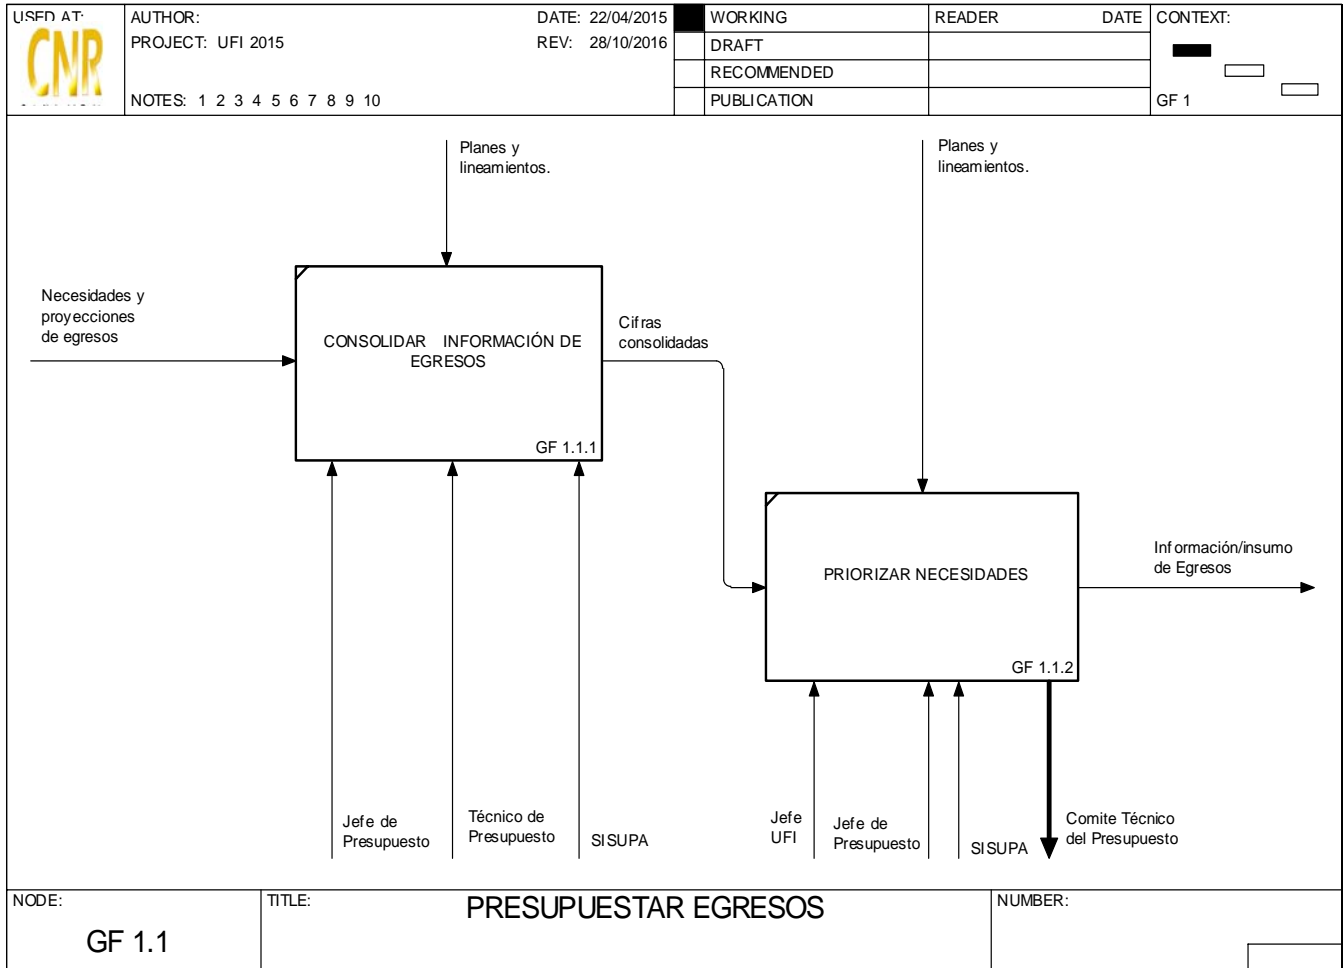 USED AT:
CNR
AUTHOR:
DATE: 22/04/2015
PROJECT: UFI 2015
REV: 28/10/2016
NOTES: 1 2 3 4 5 6 7 8 9 10
WORKING
DRAFT
RECOMMENDED
PUBLICATION
READER
DATE
CONTEXT:
GF 1
Planes y
lineamientos.
Planes y
lineamientos.
Necesidades y
proyecciones
de egresos
CONSOLIDAR INFORMACIÓN DE
EGRESOS
GF 1.1.1
Cifras
consolidadas
PRIORIZAR NECESIDADES
GF 1.1.2
Información/insumo
de Egresos
Jefe de
Presupuesto
Técnico de
Presupuesto
SISUPA
Jefe
UFI
Jefe de
Presupuesto
SISUPA
Comite Técnico
del Presupuesto
NODE:
GF 1.1
TITLE:
PRESUPUESTAR EGRESOS
NUMBER: